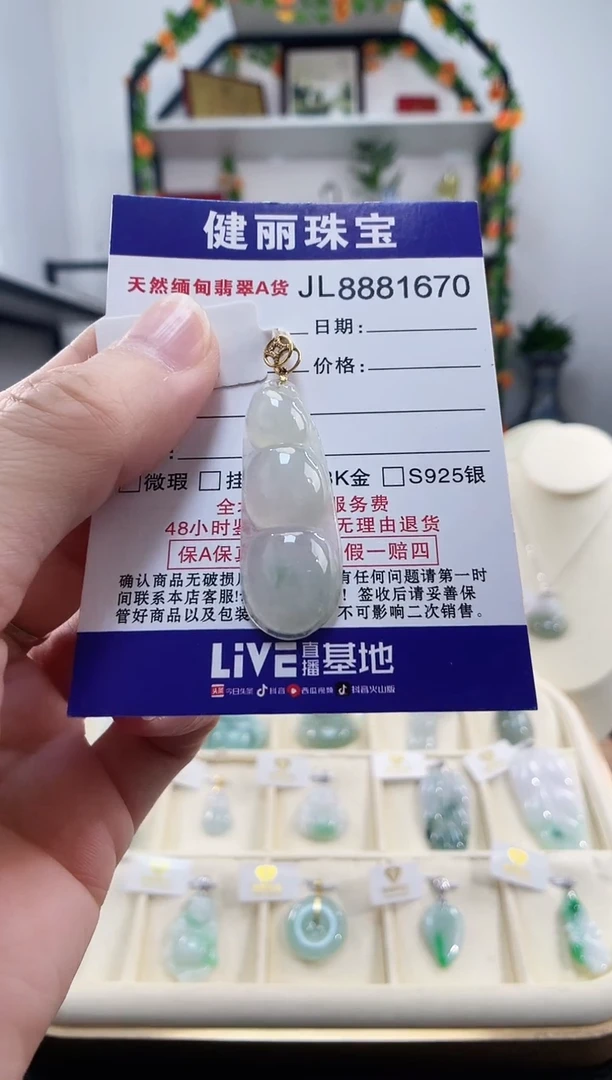 健丽珠宝
天然缅甸翡翠A货 JL8881670
日期:
价格:
:
微瑕 挂 K金 S925银
全 服务费
48小时 无理由退货
保A保 假一赔四
确认商品无破损 有任何问题请第一时
间联系本店客服! ! 签收后请妥善保
管好商品以及包装 不可影响二次销售。
LiVE 直播 基地
头条 今日头条 抖音 西瓜视频 抖音火山版